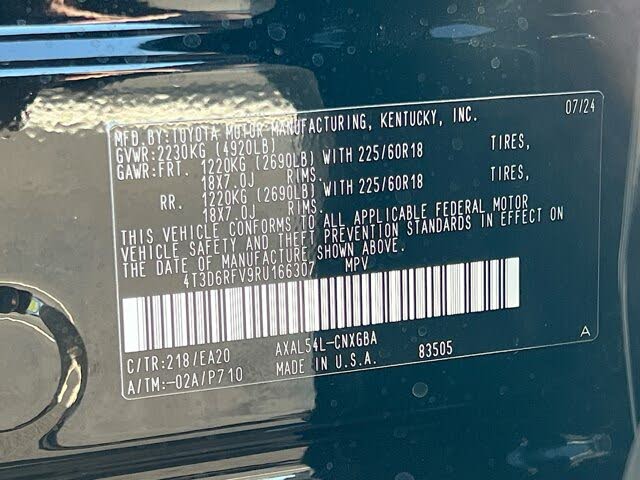 MFD.BY:TOYOTA MOTOR MANUFACTURING, KENTUCKY, INC. 07/24
GVWR:2230KG (4920LB)
GAWR:FRT. 1220KG (2690LB) WITH 225/60R18 TIRES,
18X7.0J RIMS.
RR. 1220KG (2690LB) WITH 225/60R18 TIRES,
18X7.0J RIMS.
THIS VEHICLE CONFORMS TO ALL APPLICABLE FEDERAL MOTOR
VEHICLE SAFETY AND THEFT PREVENTION STANDARDS IN EFFECT ON
THE DATE OF MANUFACTURE SHOWN ABOVE.
4T3D6RFV9RU166307 MPV
C/TR:218/EA20 AXAL54L-CNXGBA A
A/TM:-02A/P710 MADE IN U.S.A. 83505